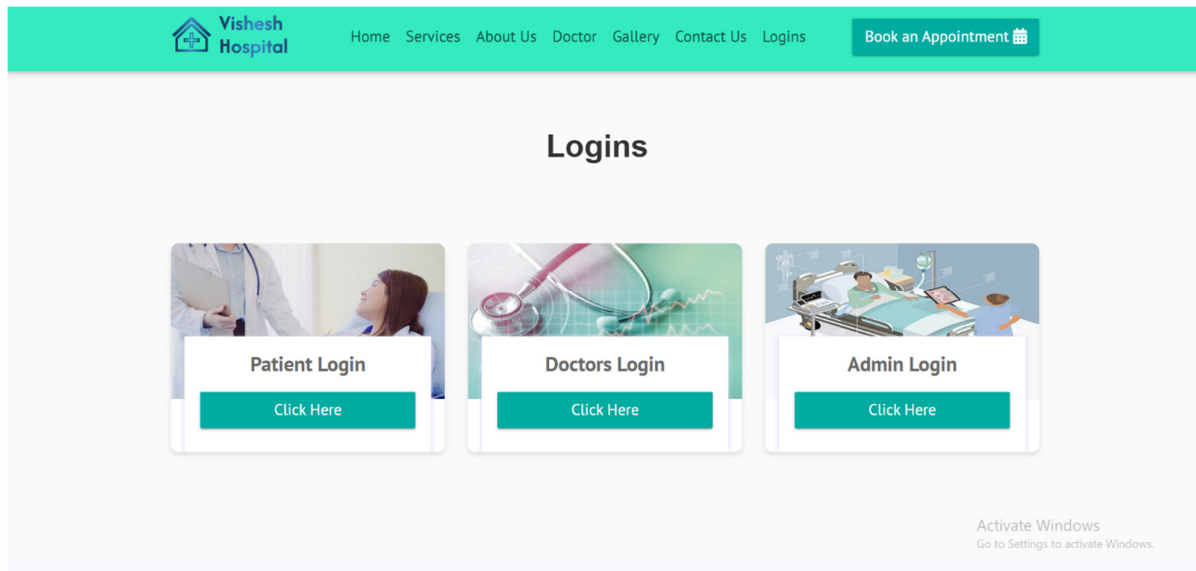 Vishesh
Hospital
Home Services About Us Doctor Gallery Contact Us Logins
Book an Appointment
Logins
Patient Login
Click Here
Doctors Login
Click Here
Admin Login
Click Here
Activate Windows
Go to Settings to activate Windows.